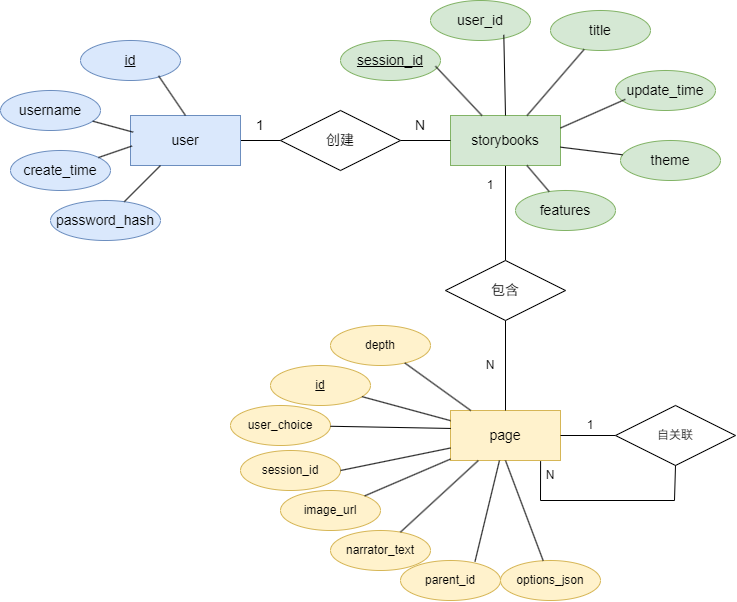 user_id
title
session_id
id
update_time
username
1
N
user
创建
storybooks
theme
create_time
1
features
password_hash
包含
depth
N
id
user_choice
1
page
自关联
session_id
N
image_url
narrator_text
parent_id
options_json